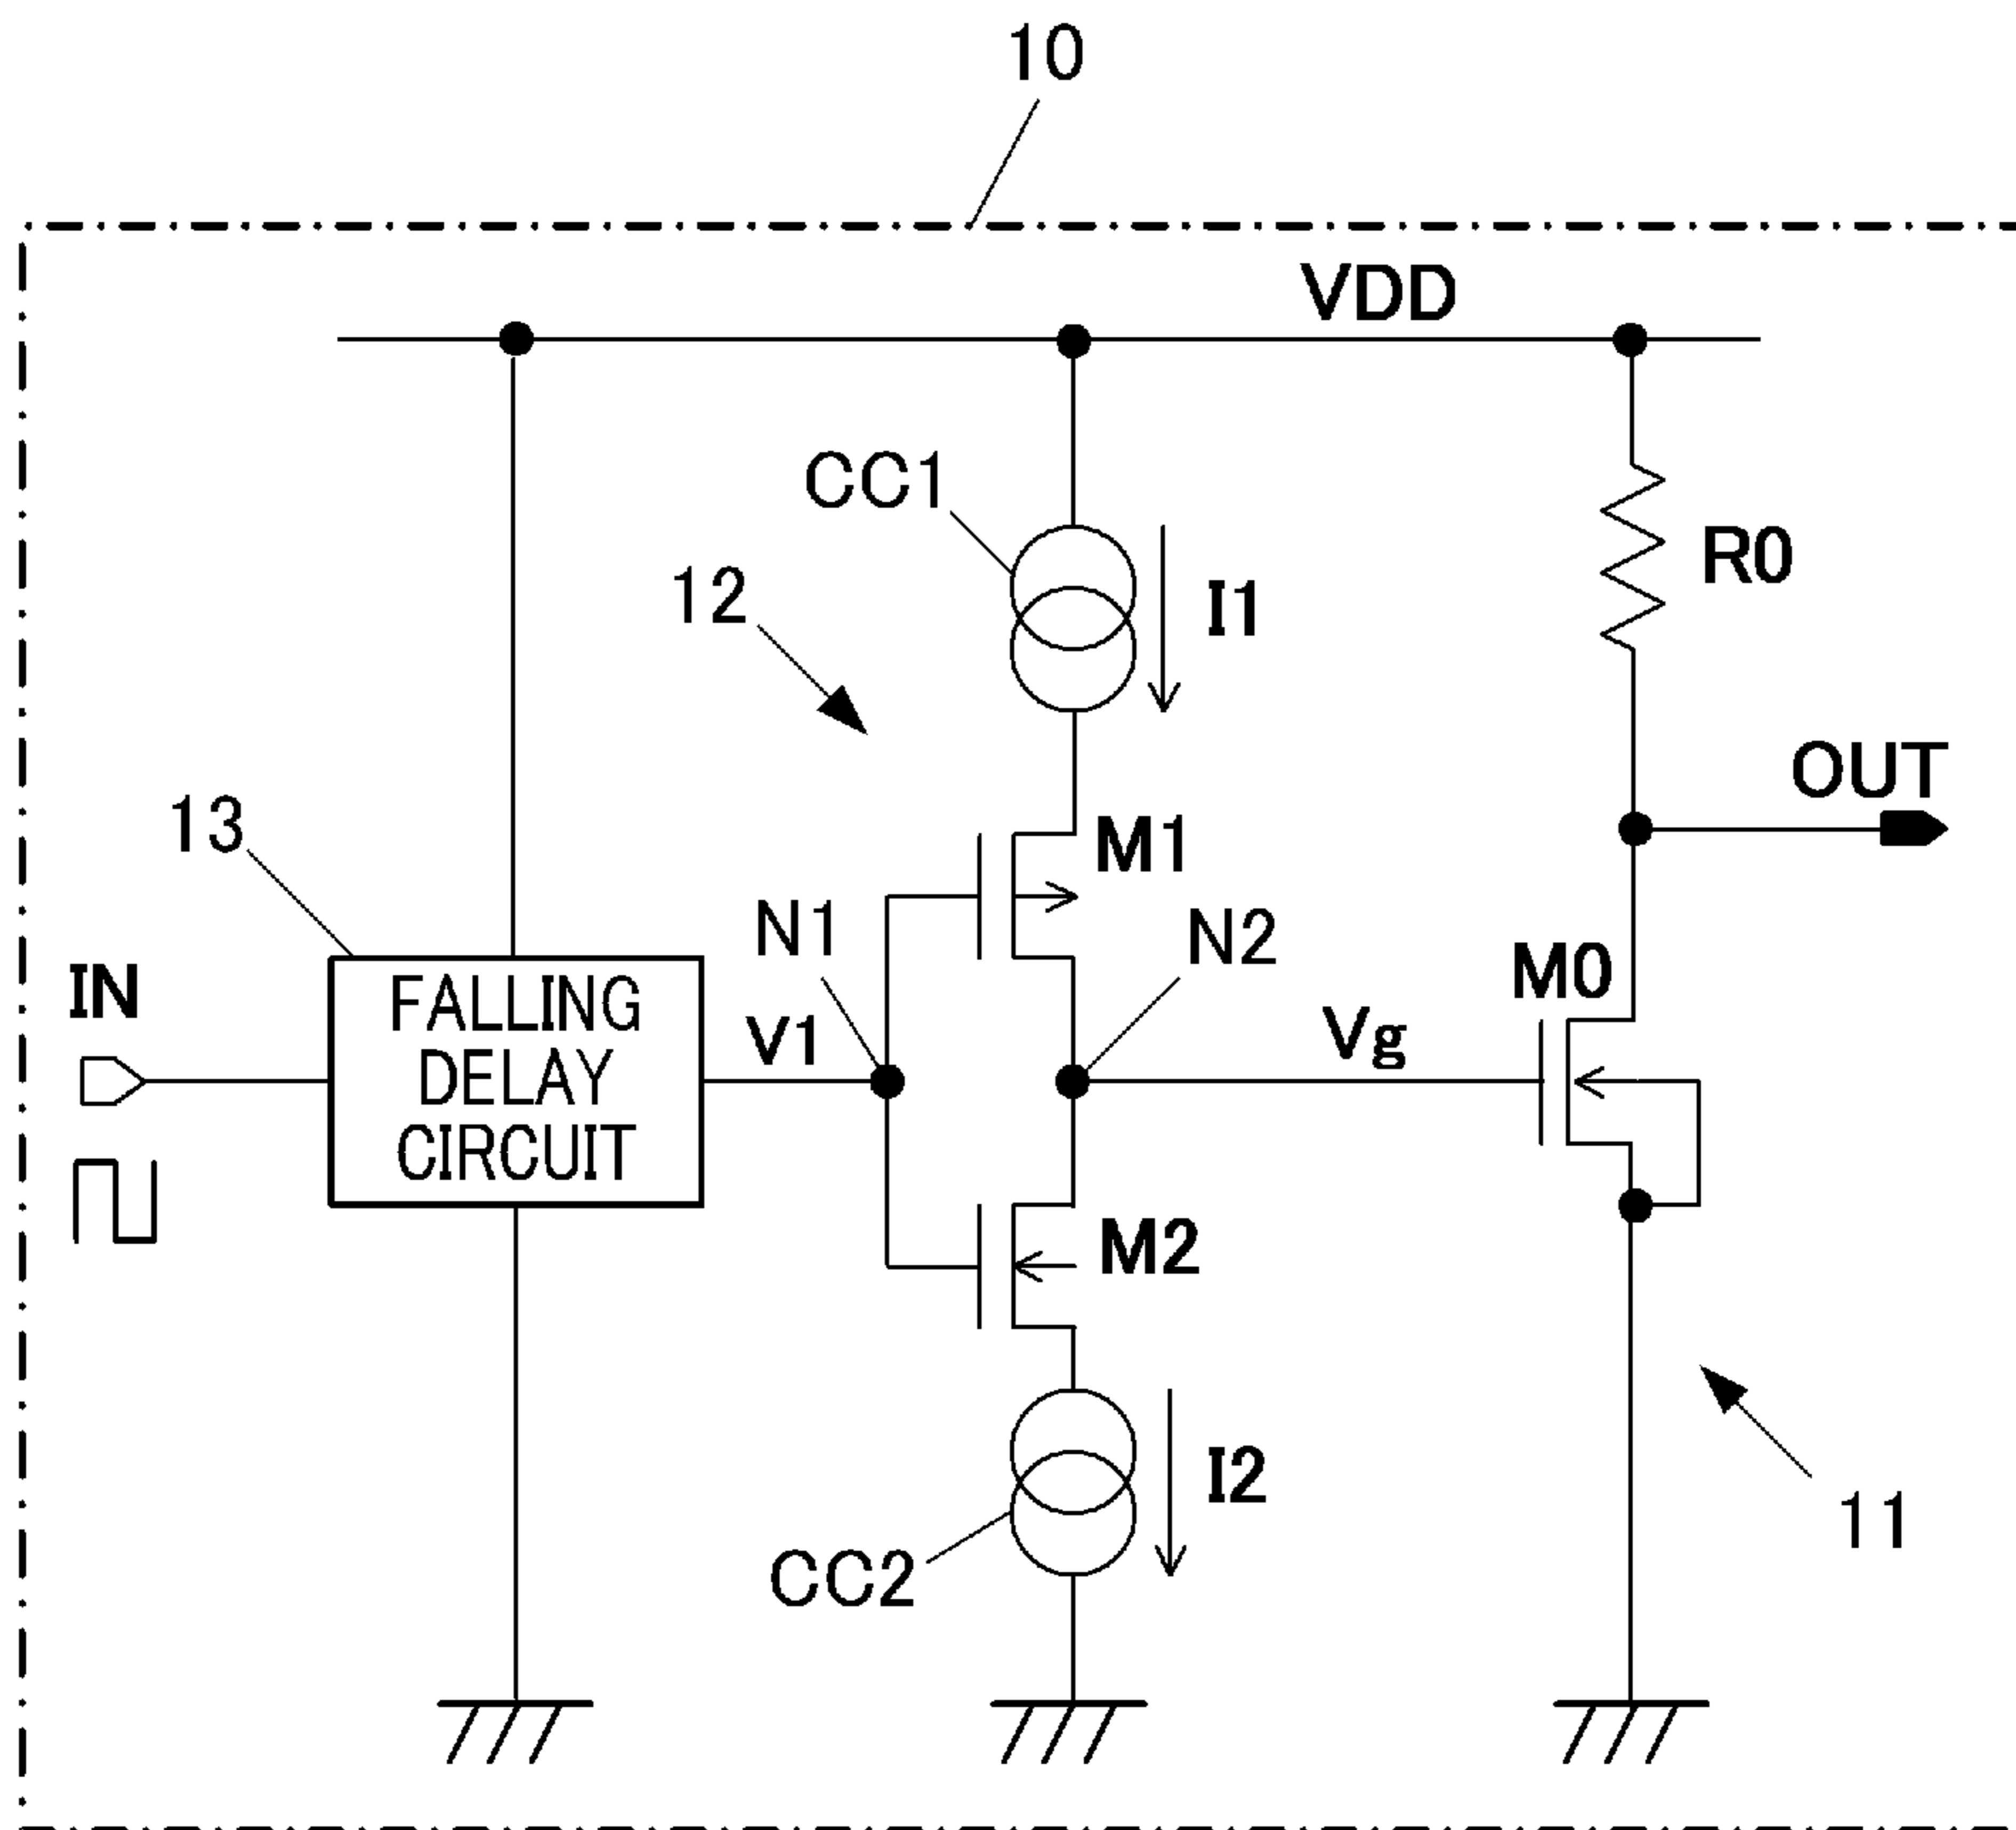 10
VDD
CC1
I1
R0
12
OUT
13
M1
N1
N2
M0
IN
FALLING
DELAY
CIRCUIT
V1
Vg
M2
I2
CC2
11